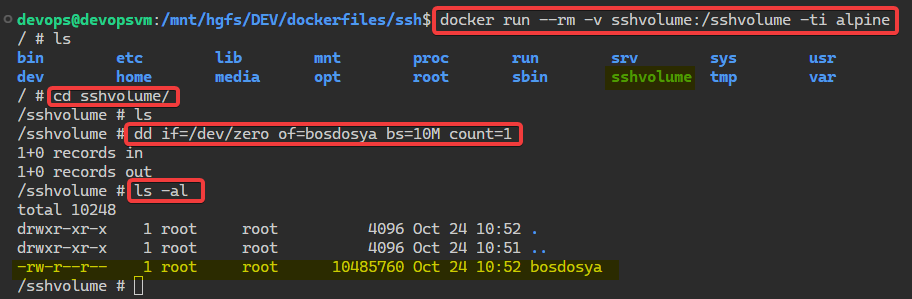 devops@devopsvm:/mnt/hgfs/DEV/dockerfiles/ssh$ docker run --rm -v sshvolume:/sshvolume -ti alpine
/ # ls
bin etc lib mnt proc run srv sys usr
dev home media opt root sbin sshvolume tmp var
/ # cd sshvolume/
/sshvolume # ls
/sshvolume # dd if=/dev/zero of=bosdosya bs=10M count=1
1+0 records in
1+0 records out
/sshvolume # ls -al
total 10248
drwxr-xr-x 1 root root 4096 Oct 24 10:52 .
drwxr-xr-x 1 root root 4096 Oct 24 10:51 ..
-rw-r--r-- 1 root root 10485760 Oct 24 10:52 bosdosya
/sshvolume #